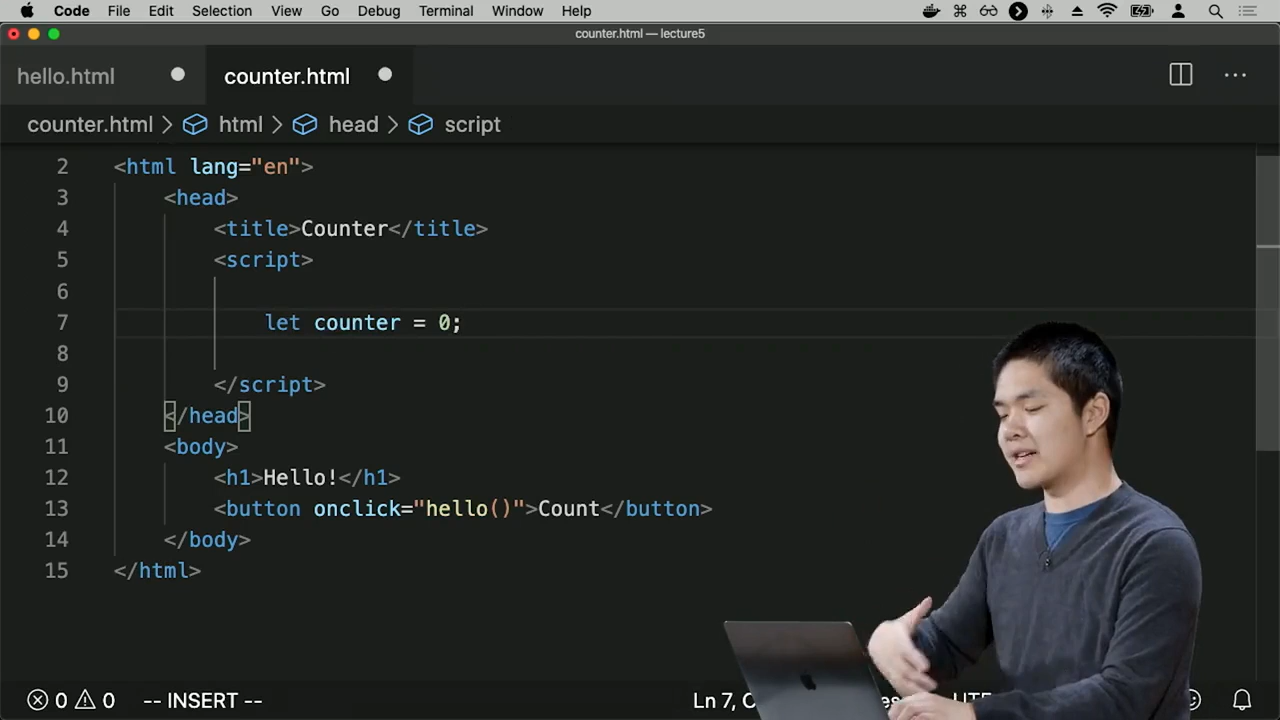 Code File Edit Selection View Go Debug Terminal Window Help
counter.html — lecture5
hello.html counter.html
counter.html > html > head > script
2 <html lang="en">
3 <head>
4 <title>Counter</title>
5 <script>
6
7 let counter = 0;
8
9 </script>
10 </head>
11 <body>
12 <h1>Hello!</h1>
13 <button onclick="hello()">Count</button>
14 </body>
15 </html>
0 0 -- INSERT -- Ln 7,